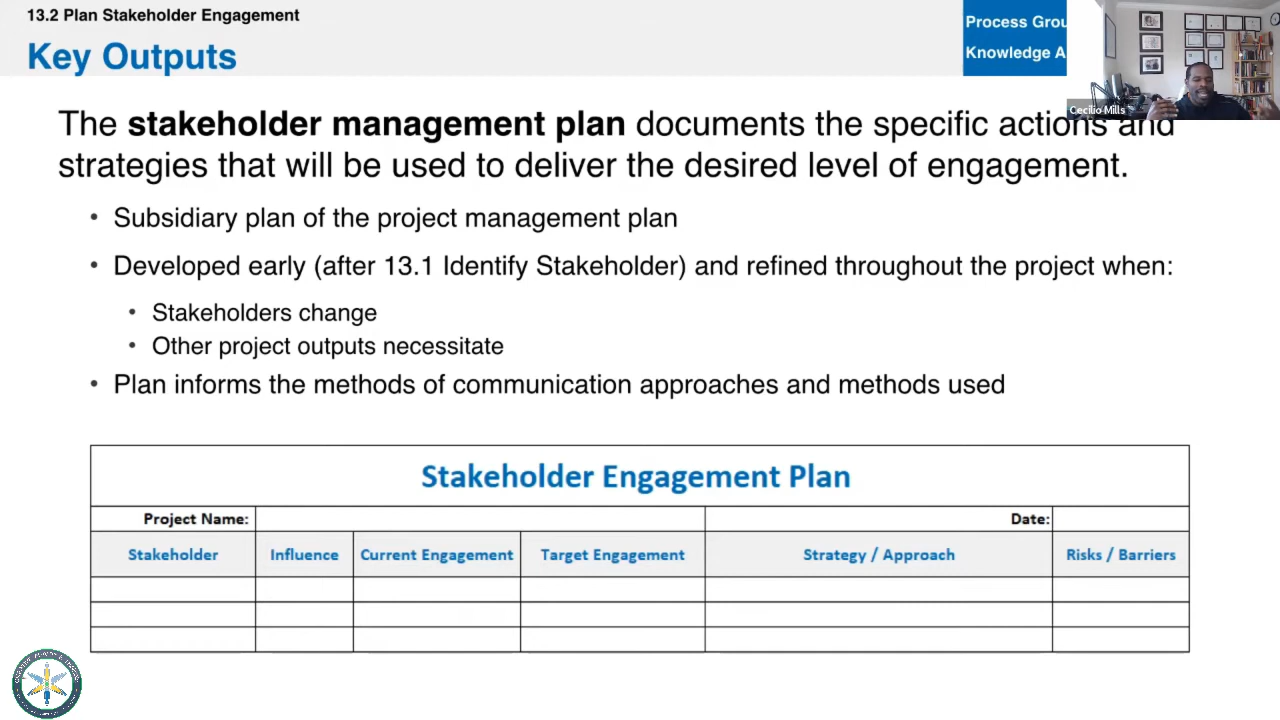 13.2 Plan Stakeholder Engagement
Key Outputs
Process Grou
Knowledge A
Cecilio Mills
The stakeholder management plan documents the specific actions and
strategies that will be used to deliver the desired level of engagement.
• Subsidiary plan of the project management plan
• Developed early (after 13.1 Identify Stakeholder) and refined throughout the project when:
• Stakeholders change
• Other project outputs necessitate
• Plan informs the methods of communication approaches and methods used
Stakeholder Engagement Plan
Project Name: Date:
Stakeholder Influence Current Engagement Target Engagement Strategy / Approach Risks / Barriers